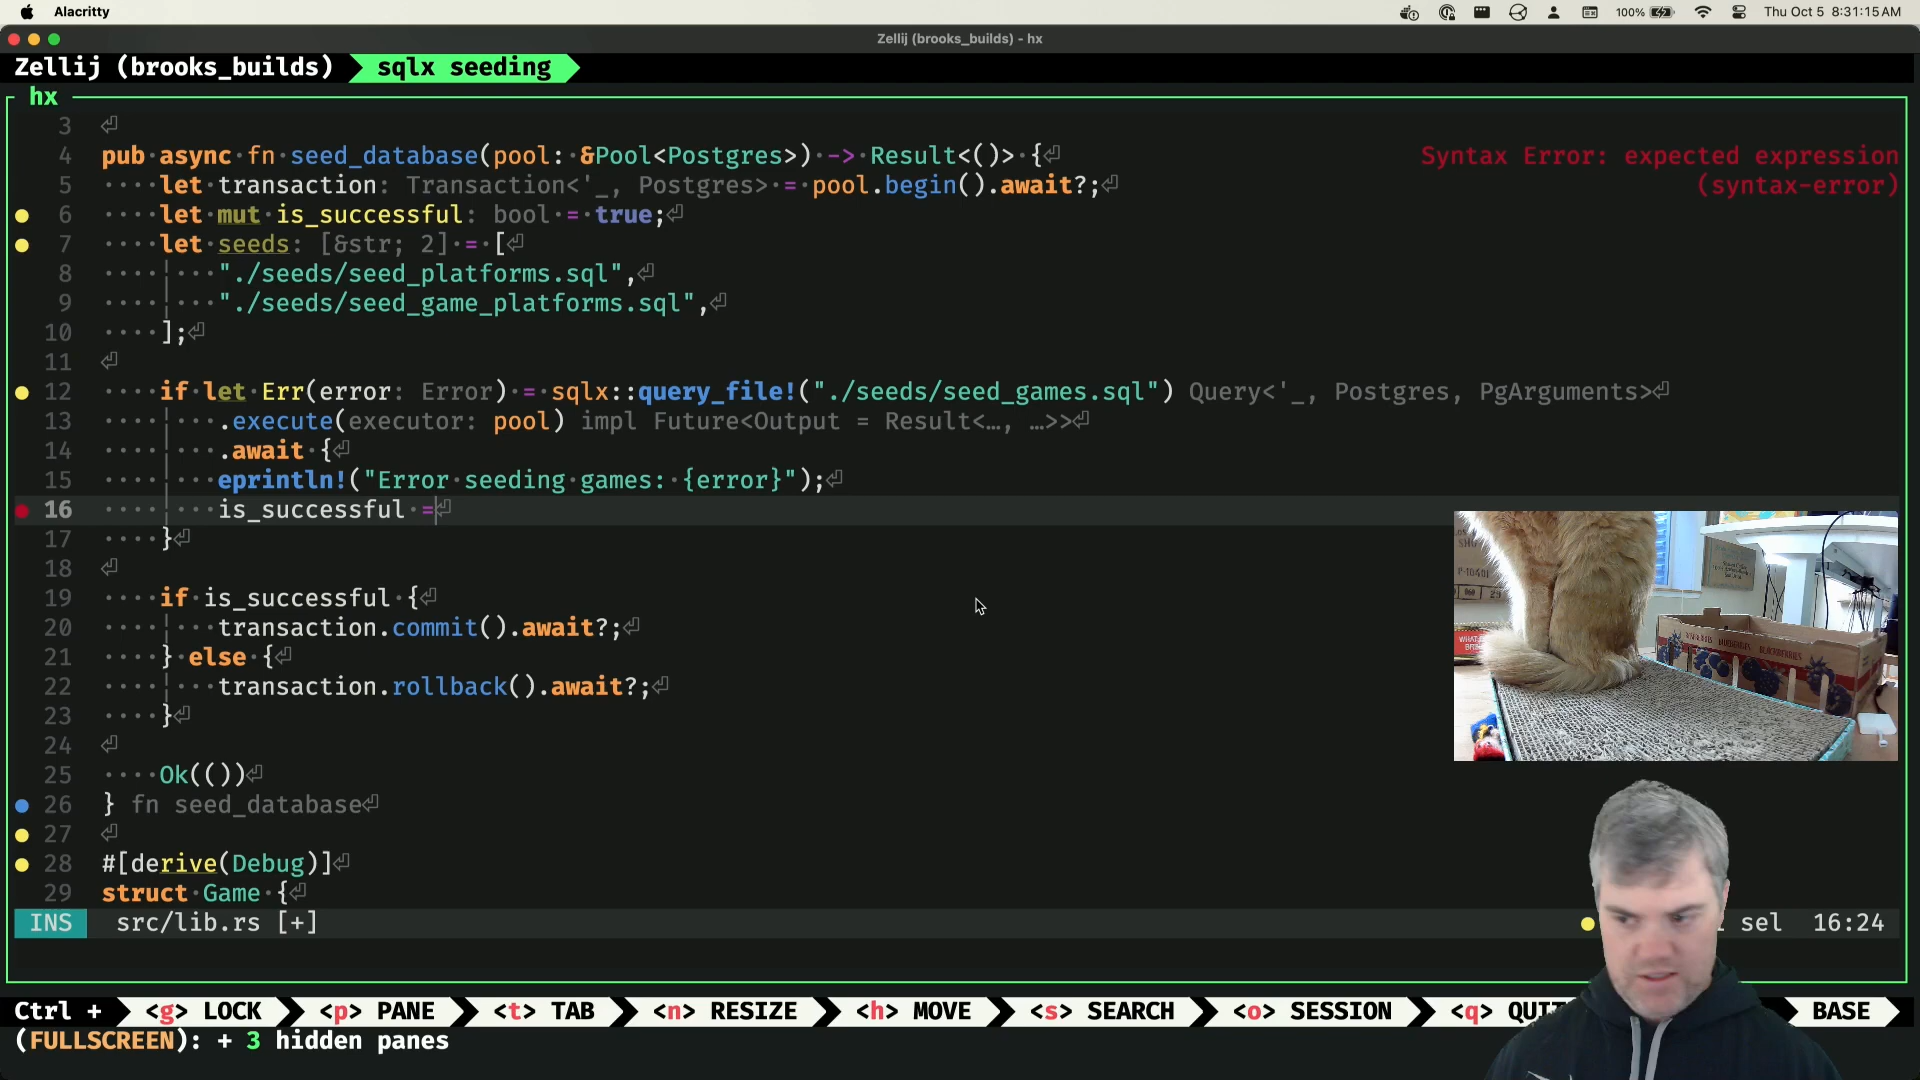 Alacritty
100%
Thu Oct 5 8:31:15 AM
Zellij (brooks_builds) - hx
Zellij (brooks_builds) sqlx seeding
hx
3
4 pub async fn seed_database(pool: &Pool<Postgres>) -> Result<()> {
Syntax Error: expected expression
(syntax-error)
5 let transaction: Transaction<'_, Postgres> = pool.begin().await?;
6 let mut is_successful: bool = true;
7 let seeds: [&str; 2] = [
8 "./seeds/seed_platforms.sql",
9 "./seeds/seed_game_platforms.sql",
10 ];
11
12 if let Err(error: Error) = sqlx::query_file!("./seeds/seed_games.sql") Query<'_, Postgres, PgArguments>
13 .execute(executor: pool) impl Future<Output = Result<…, …>>
14 .await {
15 eprintln!("Error seeding games: {error}");
16 is_successful =
17 }
18
19 if is_successful {
20 transaction.commit().await?;
21 } else {
22 transaction.rollback().await?;
23 }
24
25 Ok(())
26 } fn seed_database
27
28 #[derive(Debug)]
29 struct Game {
INS src/lib.rs [+]
sel 16:24
Ctrl + <g> LOCK <p> PANE <t> TAB <n> RESIZE <h> MOVE <s> SEARCH <o> SESSION <q> QUIT BASE
(FULLSCREEN): + 3 hidden panes